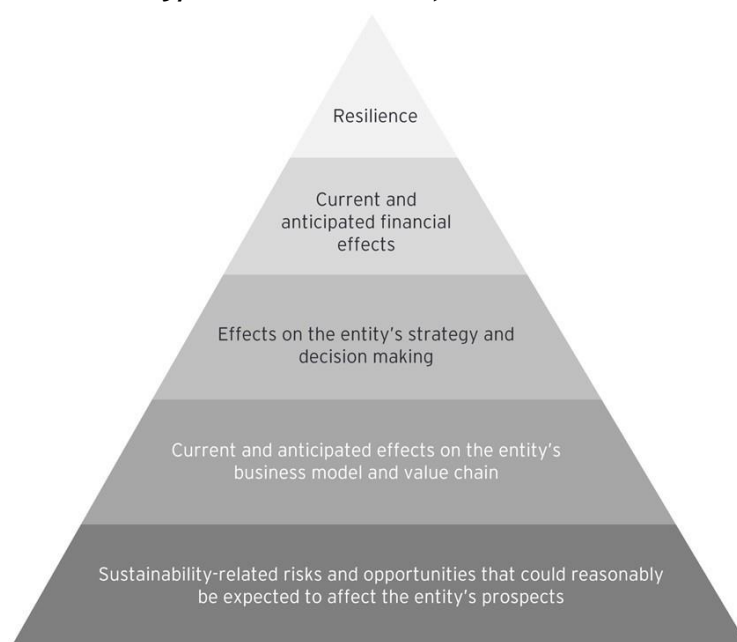 Resilience
Current and
anticipated financial
effects
Effects on the entity's strategy and
decision making
Current and anticipated effects on the entity's
business model and value chain
Sustainability-related risks and opportunities that could reasonably
be expected to affect the entity's prospects